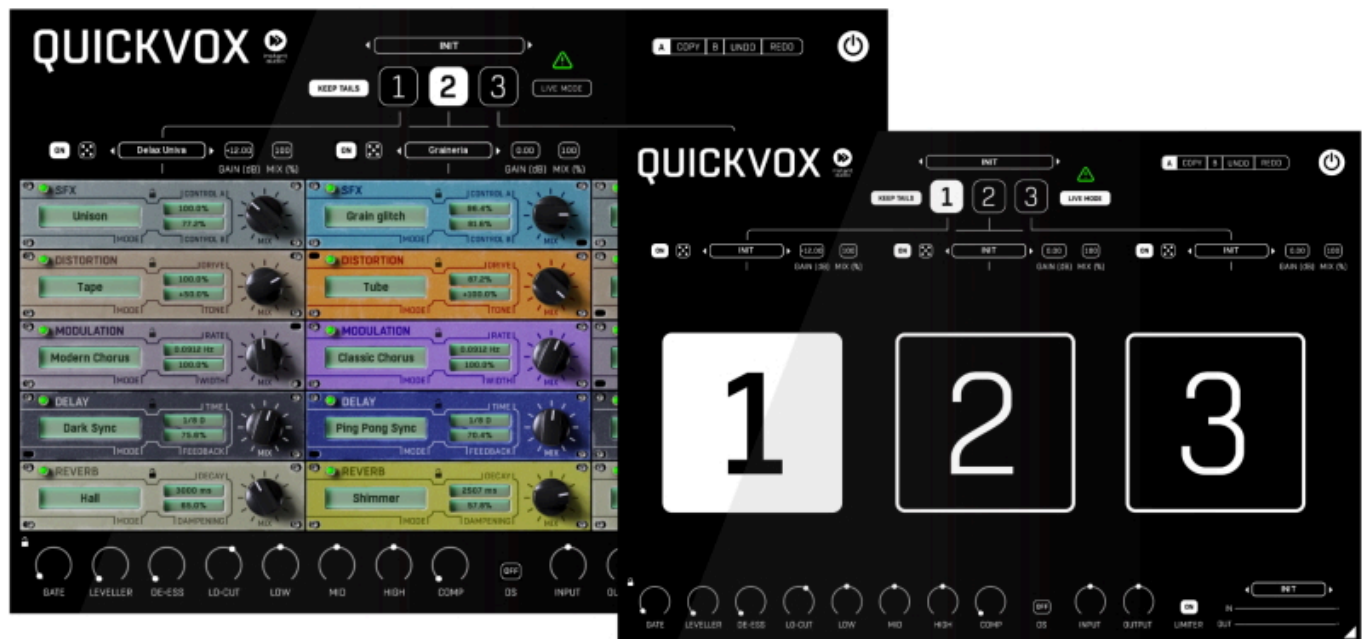 QUICKVOX instant audio
INIT
A COPY B UNDO REDO
KEEP TAILS 1 2 3 LIVE MODE
ON Delax Univa +12.00 100
GAIN (dB) MIX (%)
ON Graineria 0.00 100
GAIN (dB) MIX (%)
SFX CONTROL A
Unison 100.0%
77.2%
MODE CONTROL B MIX
SFX CONTROL A
Grain glitch 86.4%
81.6%
MODE CONTROL B MIX
DISTORTION DRIVE
Tape 100.0%
+50.0%
MODE TONE MIX
DISTORTION DRIVE
Tube 87.2%
+100.0%
MODE TONE MIX
MODULATION RATE
Modern Chorus 0.0912 Hz
100.0%
MODE WIDTH MIX
MODULATION RATE
Classic Chorus 0.0912 Hz
100.0%
MODE WIDTH MIX
DELAY TIME
Dark Sync 1/8 D
75.6%
MODE FEEDBACK MIX
DELAY TIME
Ping Pong Sync 1/8 D
70.4%
MODE FEEDBACK MIX
REVERB DECAY
Hall 3000 ms
65.0%
MODE DAMPENING MIX
REVERB DECAY
Shimmer 2507 ms
57.6%
MODE DAMPENING MIX
GATE LEVELLER DE-ESS LO-CUT LOW MID HIGH COMP OFF OS INPUT
QUICKVOX instant audio
INIT
A COPY B UNDO REDO
KEEP TAILS 1 2 3 LIVE MODE
ON INIT +12.00 100
GAIN (dB) MIX (%)
ON INIT 0.00 100
GAIN (dB) MIX (%)
ON INIT 0.00 100
GAIN (dB) MIX (%)
1 2 3
GATE LEVELLER DE-ESS LO-CUT LOW MID HIGH COMP OFF OS INPUT OUTPUT ON LIMITER
INIT
IN
OUT